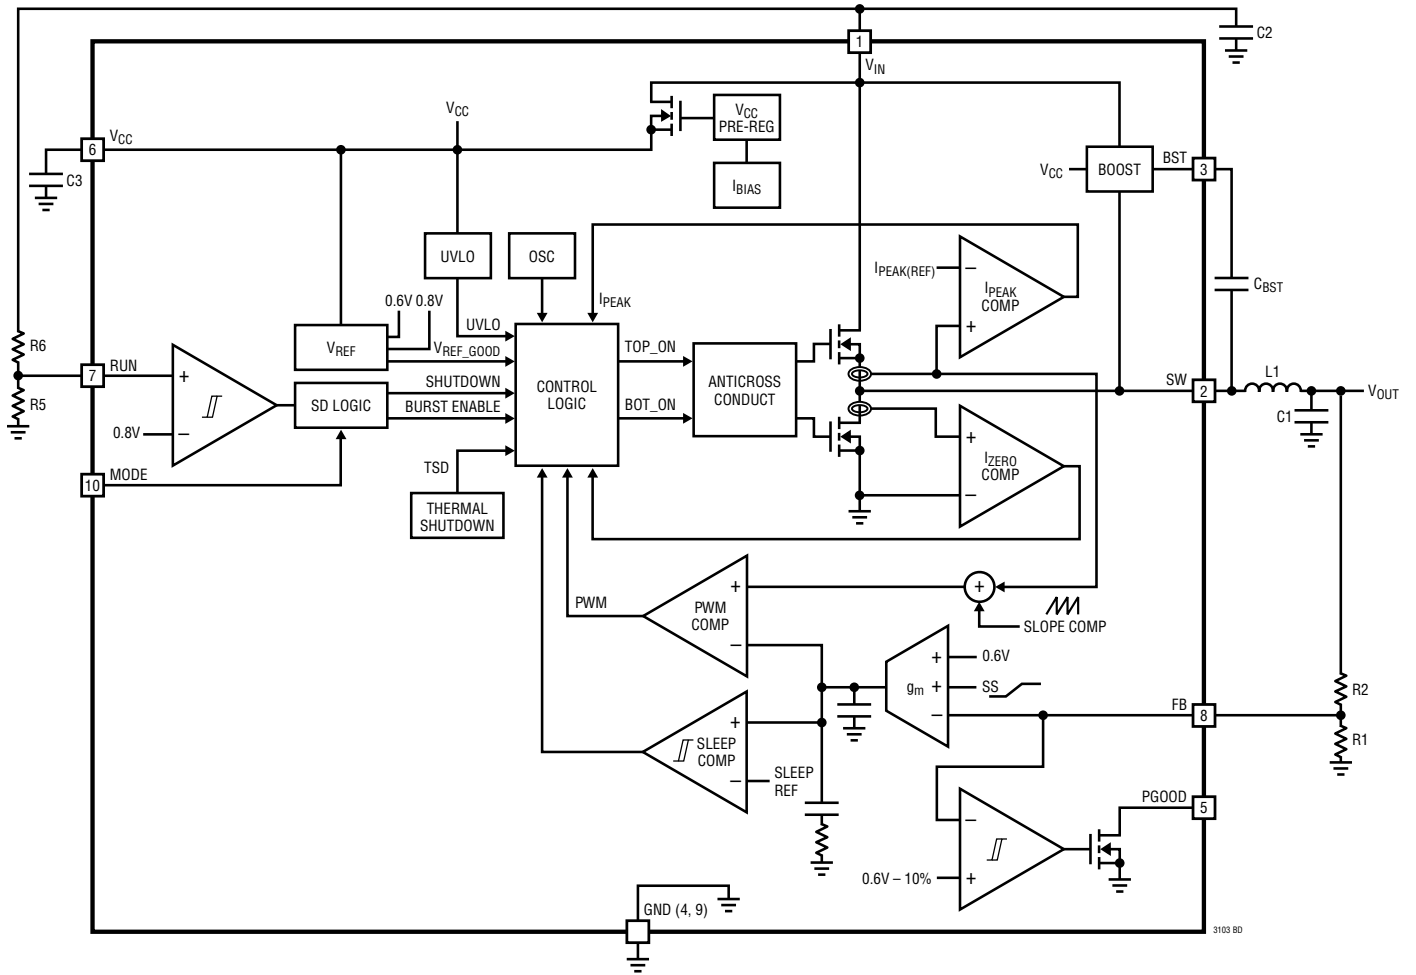 C2
1
VIN
VCC
VCC
PRE-REG
IBIAS
6
VCC
C3
VCC
BOOST
BST
3
CBST
UVLO
OSC
IPEAK(REF)
−
IPEAK
COMP
+
IPEAK
0.6V 0.8V
UVLO
VREF
VREF_GOOD
R6
7
RUN
R5
+
−
0.8V
SD LOGIC
SHUTDOWN
BURST ENABLE
CONTROL
LOGIC
TOP_ON
BOT_ON
ANTICROSS
CONDUCT
SW
2
L1
VOUT
C1
10
MODE
TSD
THERMAL
SHUTDOWN
+
IZERO
COMP
−
PWM
PWM
COMP
+
−
+
SLOPE COMP
gm
+
0.6V
+
SS
−
FB
8
R2
R1
SLEEP
COMP
+
−
SLEEP
REF
PGOOD
5
−
0.6V – 10%
+
GND (4, 9)
3103 BD